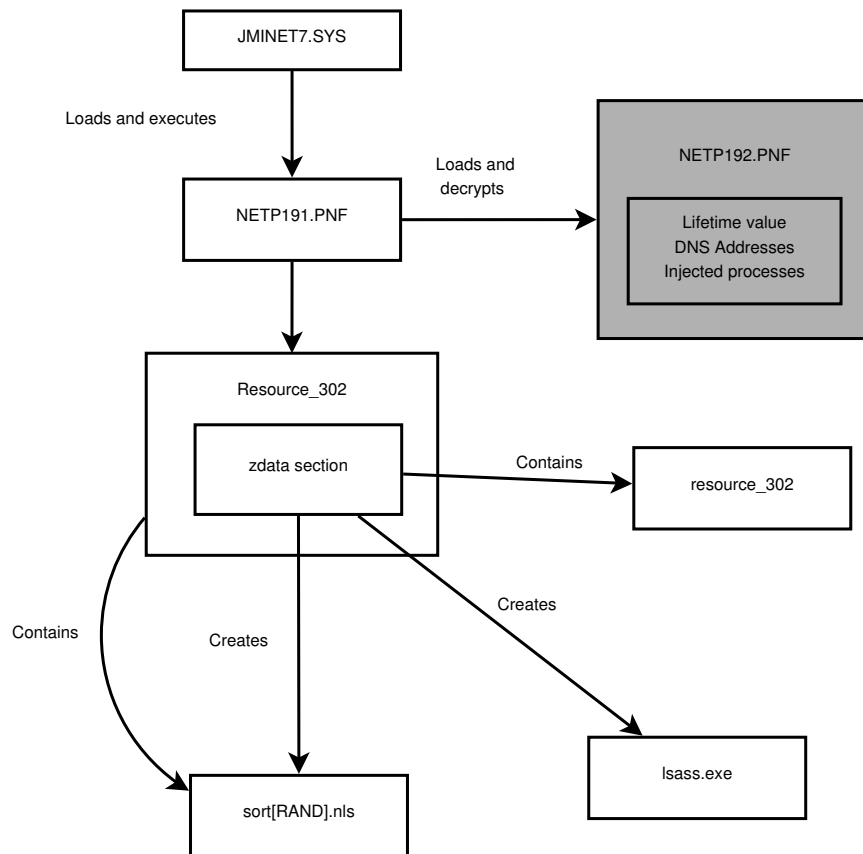 JMINET7.SYS
Loads and executes
NETP191.PNF
Loads and
decrypts
NETP192.PNF
Lifetime value
DNS Addresses
Injected processes
Resource_302
zdata section
Contains
resource_302
Contains
Creates
Creates
sort[RAND].nls
lsass.exe